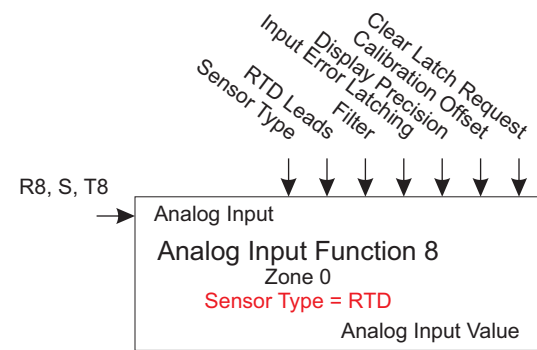 Sensor Type
RTD Leads
Filter
Input Error Latching
Display Precision
Calibration Offset
Clear Latch Request
R8, S, T8
Analog Input
Analog Input Function 8
Zone 0
Sensor Type = RTD
Analog Input Value